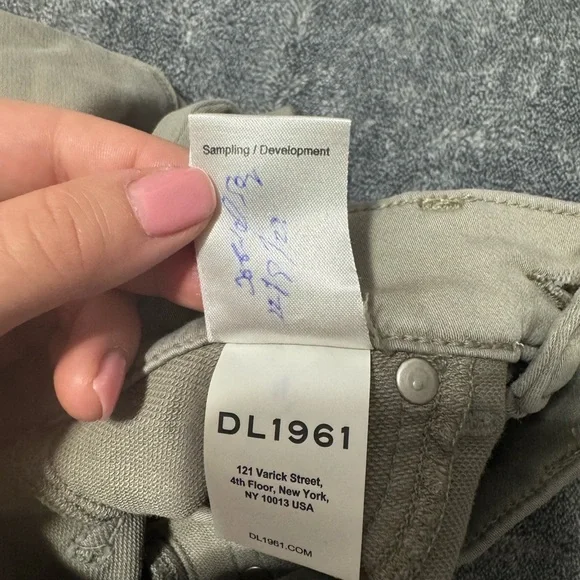 Sampling / Development
DL1961
121 Varick Street,
4th Floor, New York,
NY 10013 USA
DL1961.COM